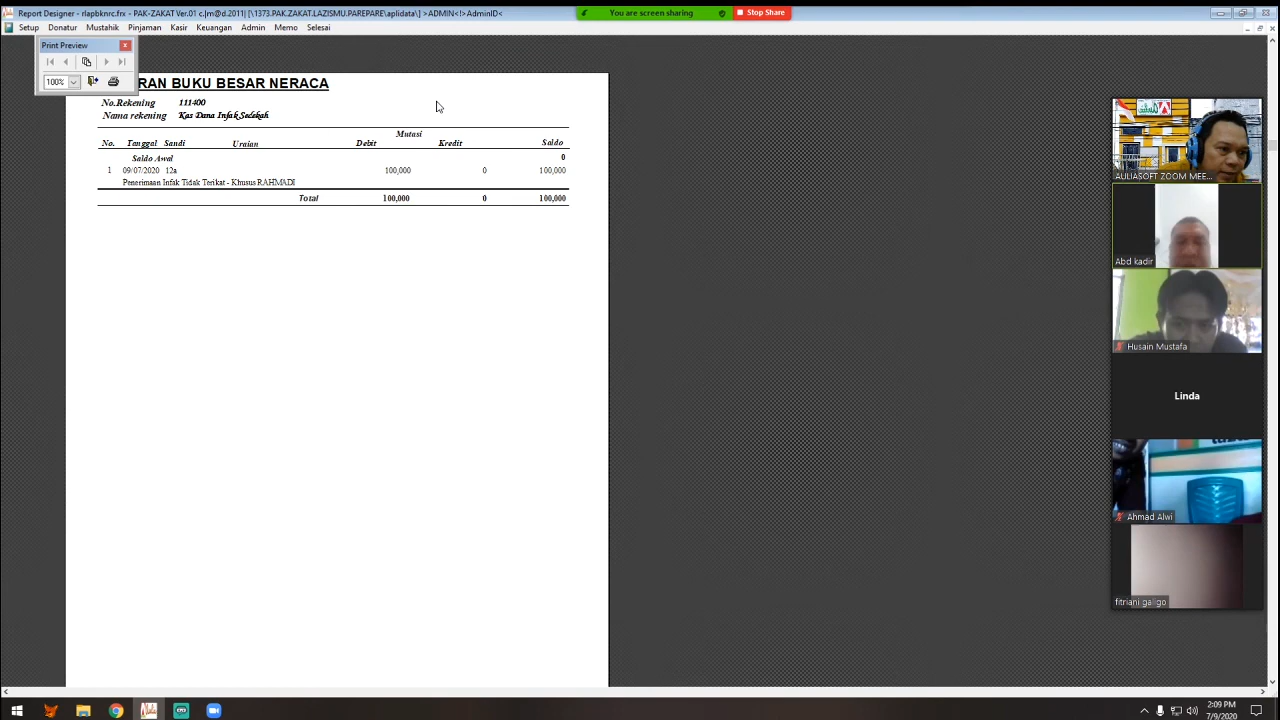 Report Designer - rlapbknrc.frx - PAK-ZAKAT Ver.01 c.|m@d.2011| [\1373.PAK.ZAKAT.LAZISMU.PAREPARE\aplidata\] >ADMIN<!>AdminID<
You are screen sharing
Stop Share
Setup Donatur Mustahik Pinjaman Kasir Keuangan Admin Memo Selesai
Print Preview
100%
RAN BUKU BESAR NERACA
No.Rekening 111400
Nama rekening Kas Dana Infak Sedekah
Mutasi
No. Tanggal Sandi Uraian Debit Kredit Saldo
Saldo Awal 0
1 09/07/2020 12a 100,000 0 100,000
Penerimaan Infak Tidak Terikat - Khusus RAHMADI
Total 100,000 0 100,000
AULIASOFT ZOOM MEE...
Abd kadir
Husain Mustafa
Linda
Ahmad Alwi
fitriani
2:09 PM
7/9/2020